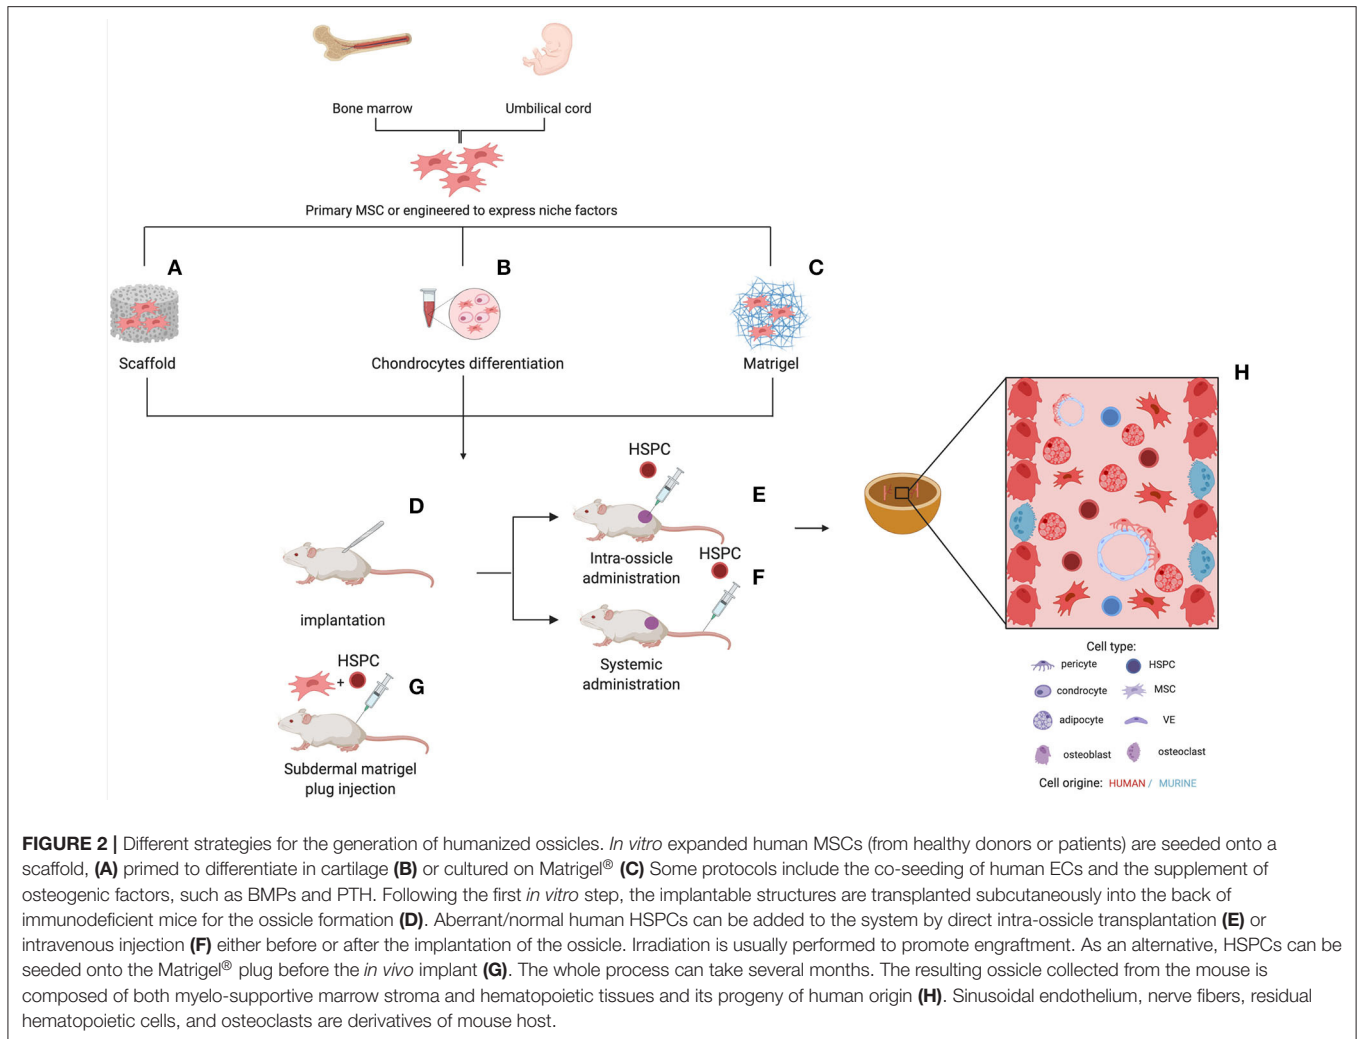 Bone marrow
Umbilical cord
Primary MSC or engineered to express niche factors
A
B
C
Scaffold
Chondrocytes differentiation
Matrigel
H
HSPC
D
E
Intra-ossicle
administration
HSPC
F
implantation
Systemic
administration
HSPC
+
G
Subdermal matrigel
plug injection
Cell type:
pericyte
HSPC
condrocyte
MSC
adipocyte
VE
osteoblast
osteoclast
Cell origine: HUMAN / MURINE
FIGURE 2 | Different strategies for the generation of humanized ossicles. In vitro expanded human MSCs (from healthy donors or patients) are seeded onto a
scaffold, (A) primed to differentiate in cartilage (B) or cultured on Matrigel® (C) Some protocols include the co-seeding of human ECs and the supplement of
osteogenic factors, such as BMPs and PTH. Following the first in vitro step, the implantable structures are transplanted subcutaneously into the back of
immunodeficient mice for the ossicle formation (D). Aberrant/normal human HSPCs can be added to the system by direct intra-ossicle transplantation (E) or
intravenous injection (F) either before or after the implantation of the ossicle. Irradiation is usually performed to promote engraftment. As an alternative, HSPCs can be
seeded onto the Matrigel® plug before the in vivo implant (G). The whole process can take several months. The resulting ossicle collected from the mouse is
composed of both myelo-supportive marrow stroma and hematopoietic tissues and its progeny of human origin (H). Sinusoidal endothelium, nerve fibers, residual
hematopoietic cells, and osteoclasts are derivatives of mouse host.